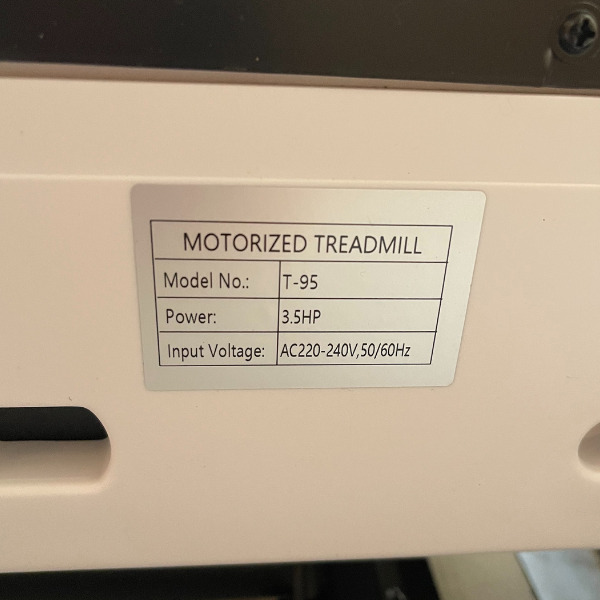 MOTORIZED TREADMILL
Model No.: T-95
Power: 3.5HP
Input Voltage: AC220-240V,50/60Hz